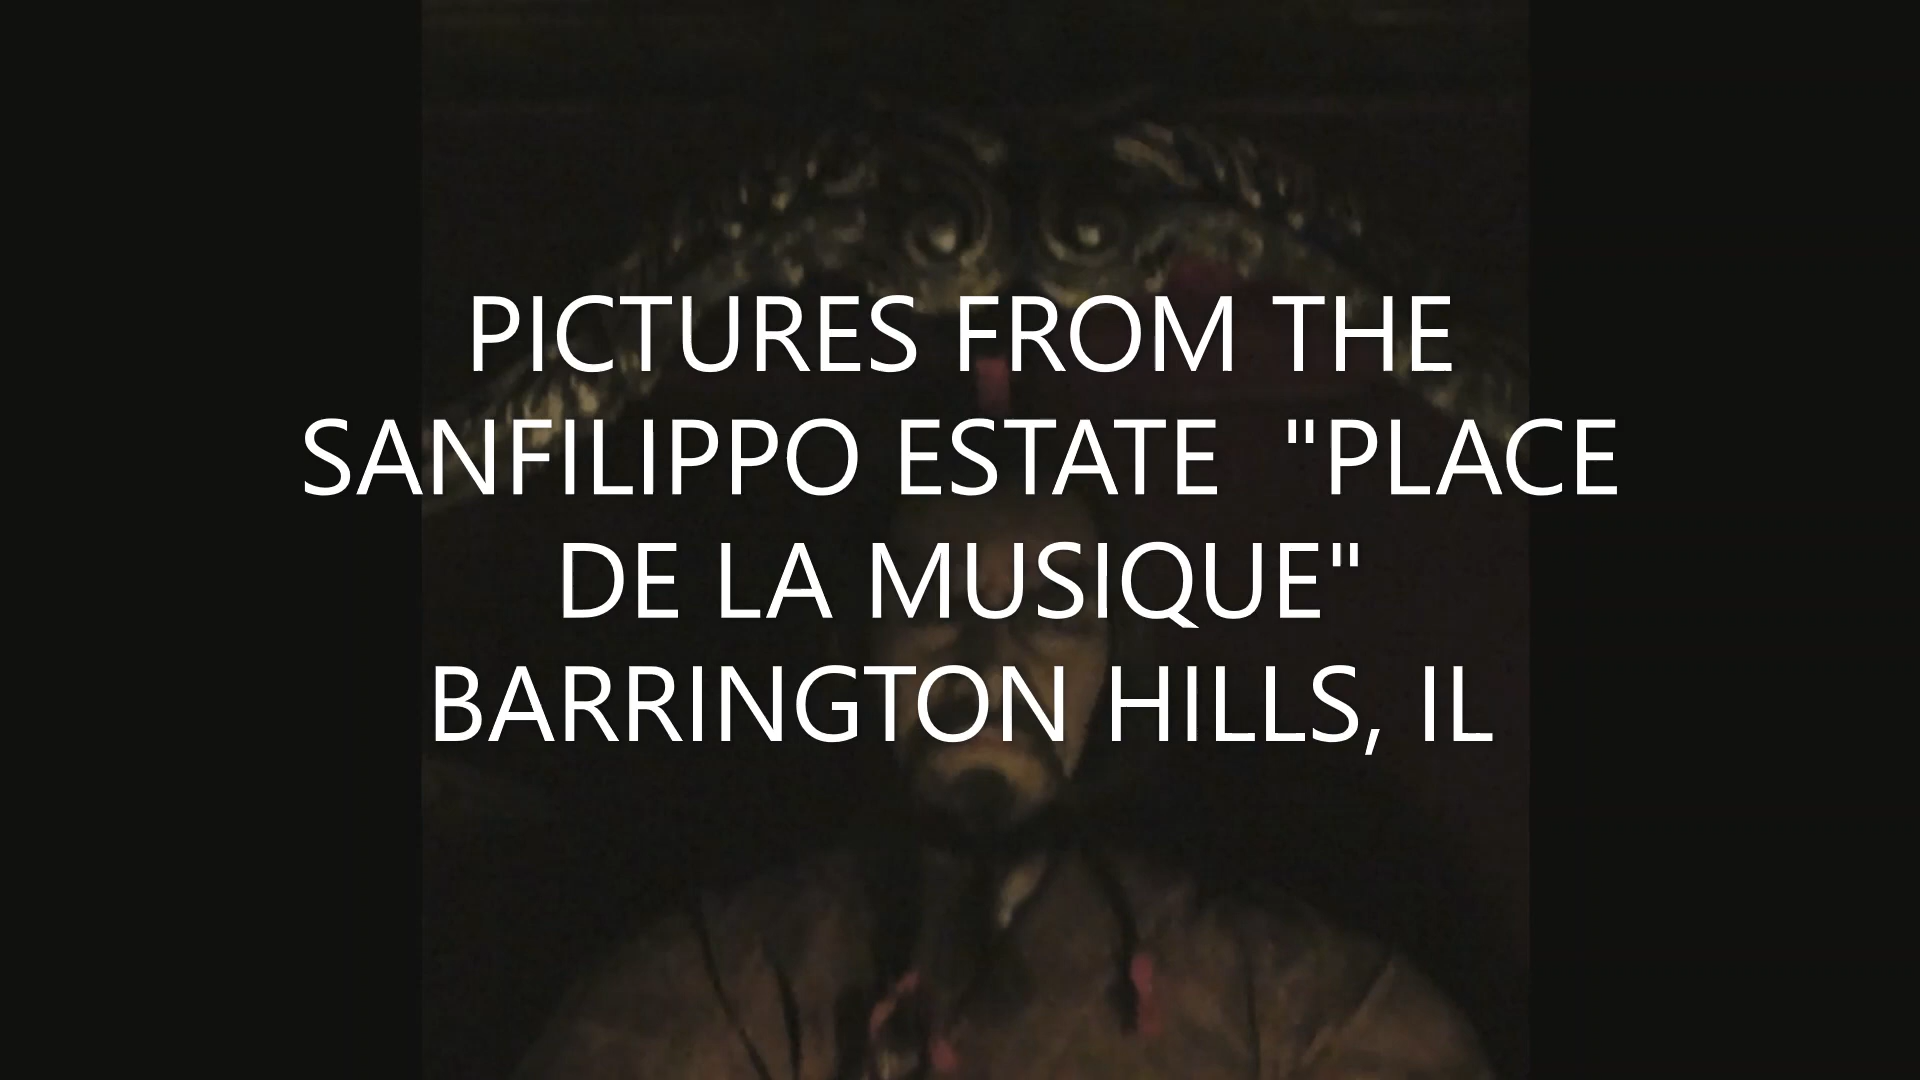 PICTURES FROM THE
SANFILIPPO ESTATE  "PLACE
DE LA MUSIQUE"
BARRINGTON HILLS, IL